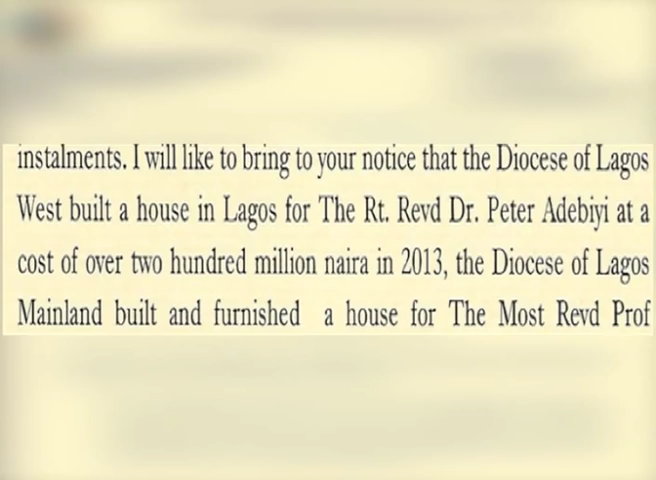 instalments. I will like to bring to your notice that the Diocese of Lagos
West built a house in Lagos for The Rt. Revd Dr. Peter Adebiyi at a
cost of over two hundred million naira in 2013, the Diocese of Lagos
Mainland built and furnished a house for The Most Revd Prof